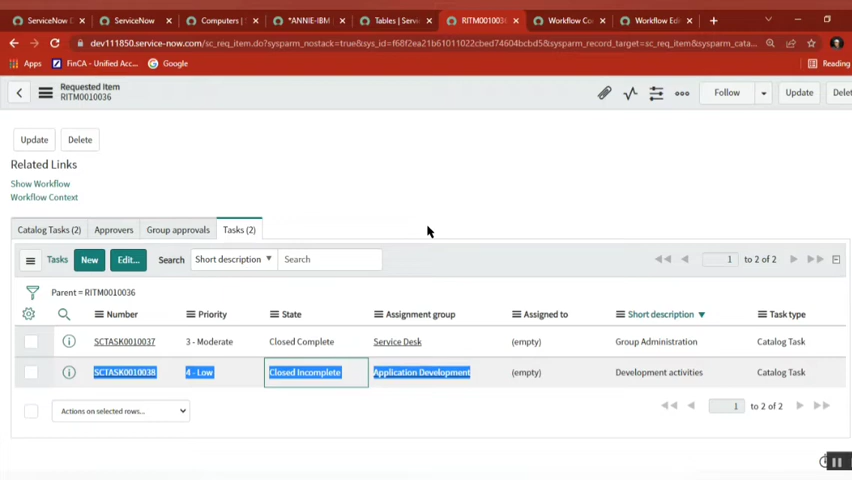 ServiceNow C
ServiceNow
Computers |
*ANNIE-IBM
Tables | Servi
RITM0010036
Workflow Co
Workflow Edi
dev111850.service-now.com/sc_req_item.do?sysparm_nostack=true&sys_id=f68f2ea21b61011022cbed74604bcbd5&sysparm_record_target=sc_req_item&sysparm_cata...
Apps
FinCA - Unified Acc...
Google
Reading
Requested Item
RITM0010036
Follow
Update
Delet
Update
Delete
Related Links
Show Workflow
Workflow Context
Catalog Tasks (2)
Approvers
Group approvals
Tasks (2)
Tasks
New
Edit...
Search
Short description
Search
1
to 2 of 2
Parent = RITM0010036
Number
Priority
State
Assignment group
Assigned to
Short description
Task type
SCTASK0010037
3 - Moderate
Closed Complete
Service Desk
(empty)
Group Administration
Catalog Task
SCTASK0010038
4 - Low
Closed Incomplete
Application Development
(empty)
Development activities
Catalog Task
Actions on selected rows...
1
to 2 of 2